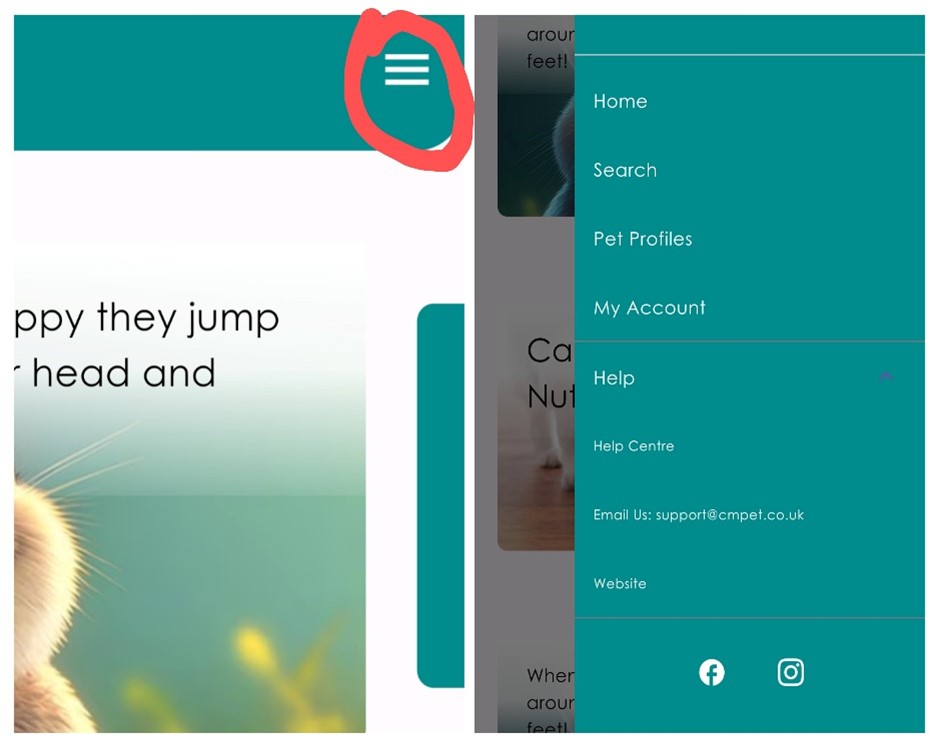 ppy they jump
r head and
arour
feet!
Ca
Nut
When
arour
feet!
Home
Search
Pet Profiles
My Account
Help
Help Centre
Email Us: support@cmpet.co.uk
Website